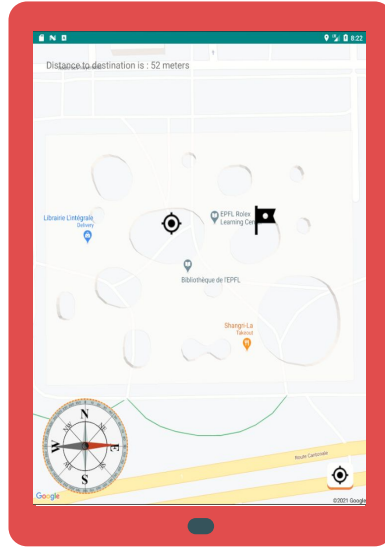 8:22
Distance to destination is : 52 meters
Librairie L'intégrale
Delivery
EPFL Rolex
Learning Cen
Bibliothèque de l'EPFL
Shangri-La
Takeout
N
NE
E
S
W
Route Cantonale
Google
©2021 Google